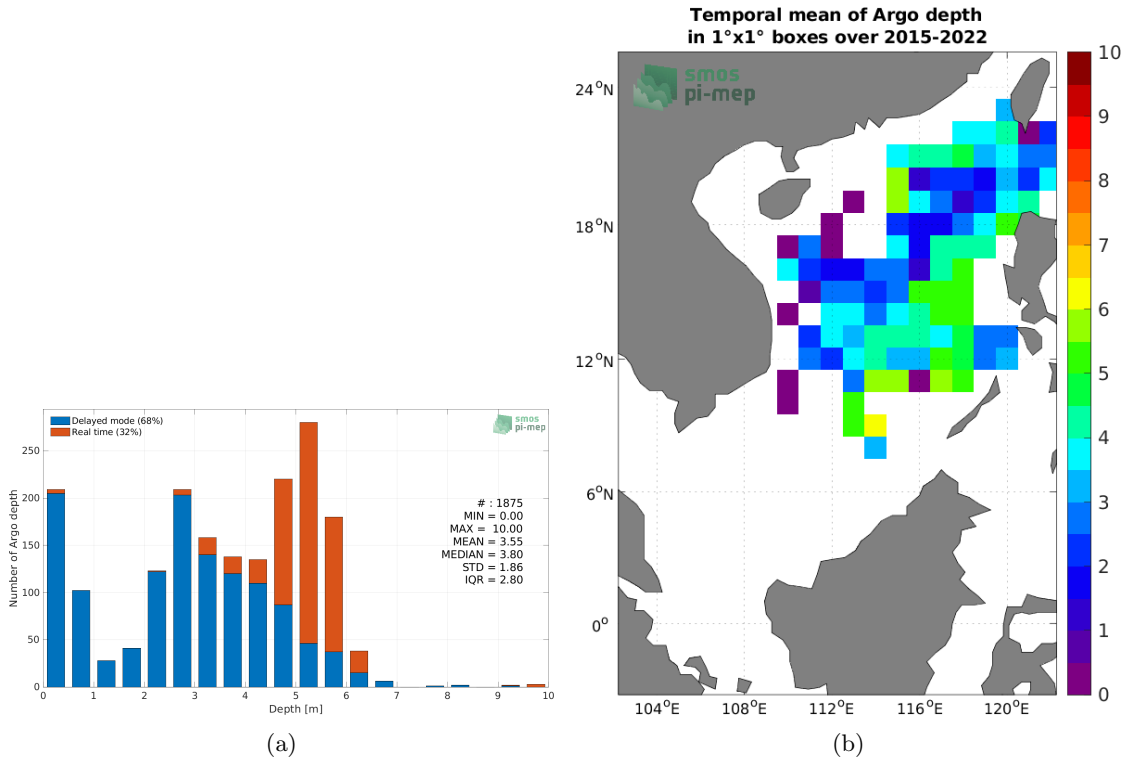 Temporal mean of Argo depth
in 1°x1° boxes over 2015-2022
smos
pi-mep
24°N
18°N
12°N
6°N
0°
104°E
108°E
112°E
116°E
120°E
10
9
8
7
6
5
4
3
2
1
0
Delayed mode (68%)
Real time (32%)
smos
pi-mep
# : 1875
MIN = 0.00
MAX = 10.00
MEAN = 3.55
MEDIAN = 3.80
STD = 1.86
IQR = 2.80
Number of Argo depth
250
200
150
100
50
0
0 1 2 3 4 5 6 7 8 9 10
Depth [m]
(a)
(b)